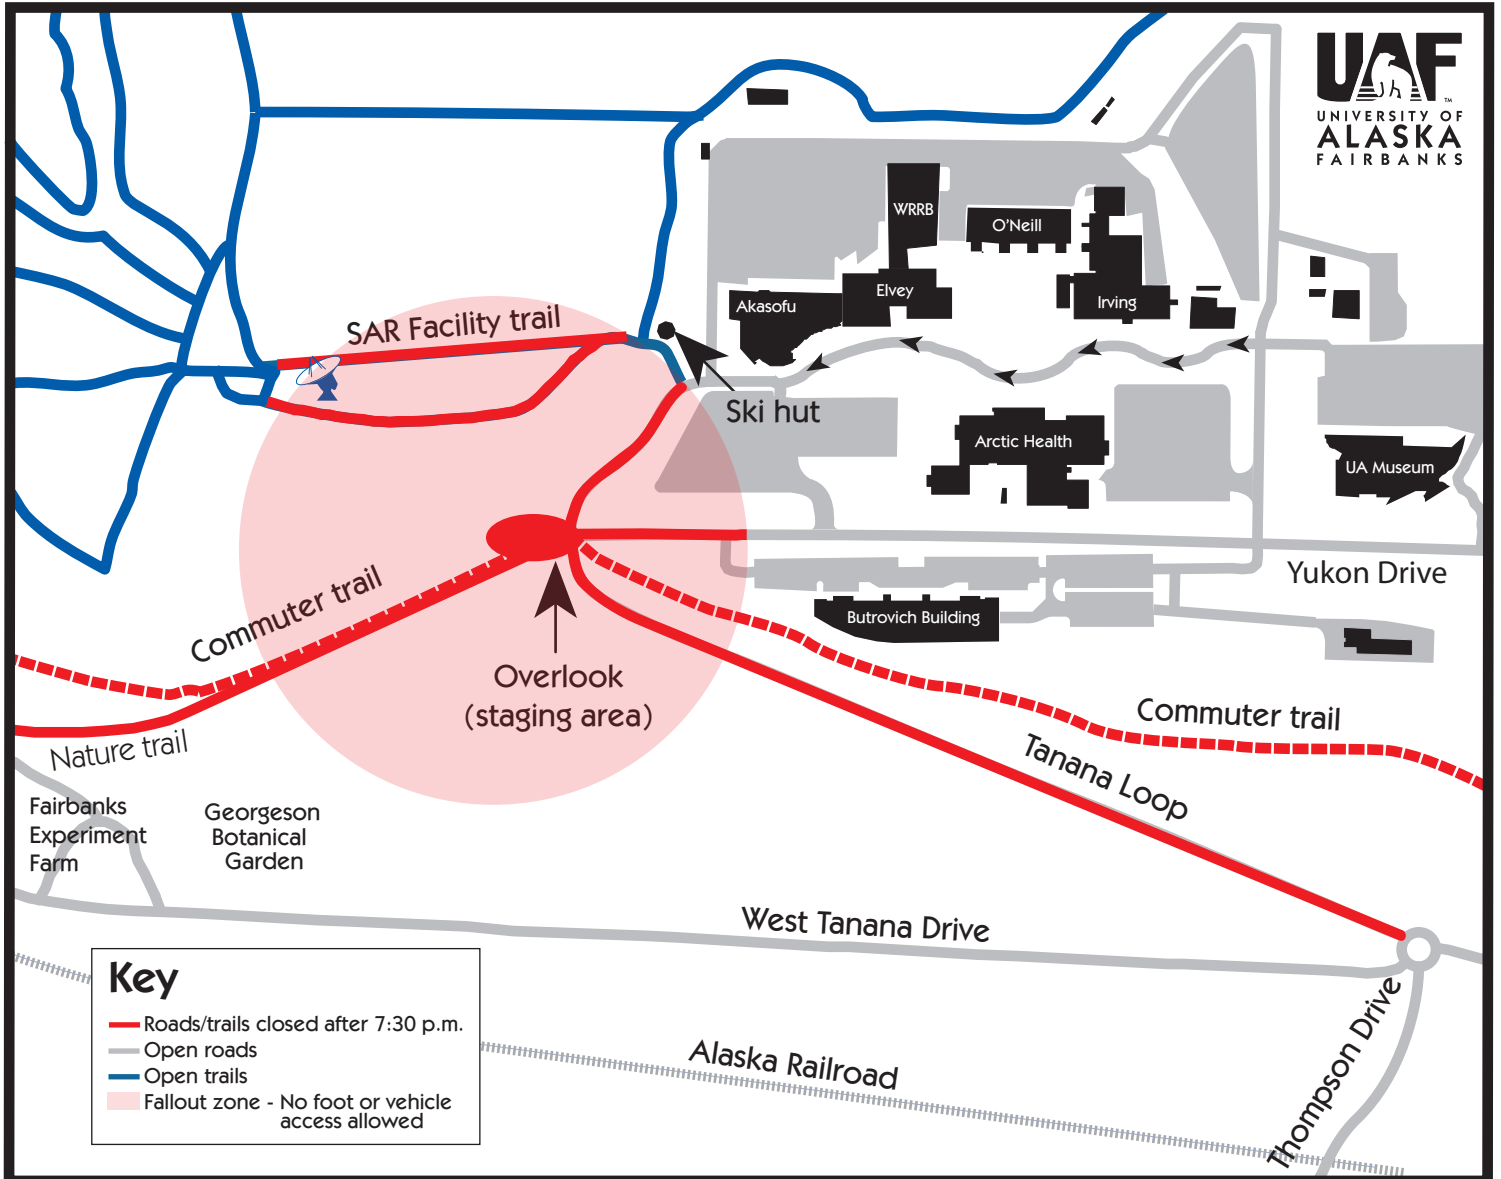 UAF
™
UNIVERSITY OF
ALASKA
FAIRBANKS
WRRB
O'Neill
Elvey
Akasofu
Irving
SAR Facility trail
Ski hut
Arctic Health
UA Museum
Yukon Drive
Butrovich Building
Commuter trail
Overlook
(staging area)
Commuter trail
Tanana Loop
Nature trail
Fairbanks
Experiment
Farm
Georgeson
Botanical
Garden
West Tanana Drive
Thompson Drive
Alaska Railroad
Key
Roads/trails closed after 7:30 p.m.
Open roads
Open trails
Fallout zone - No foot or vehicle
access allowed